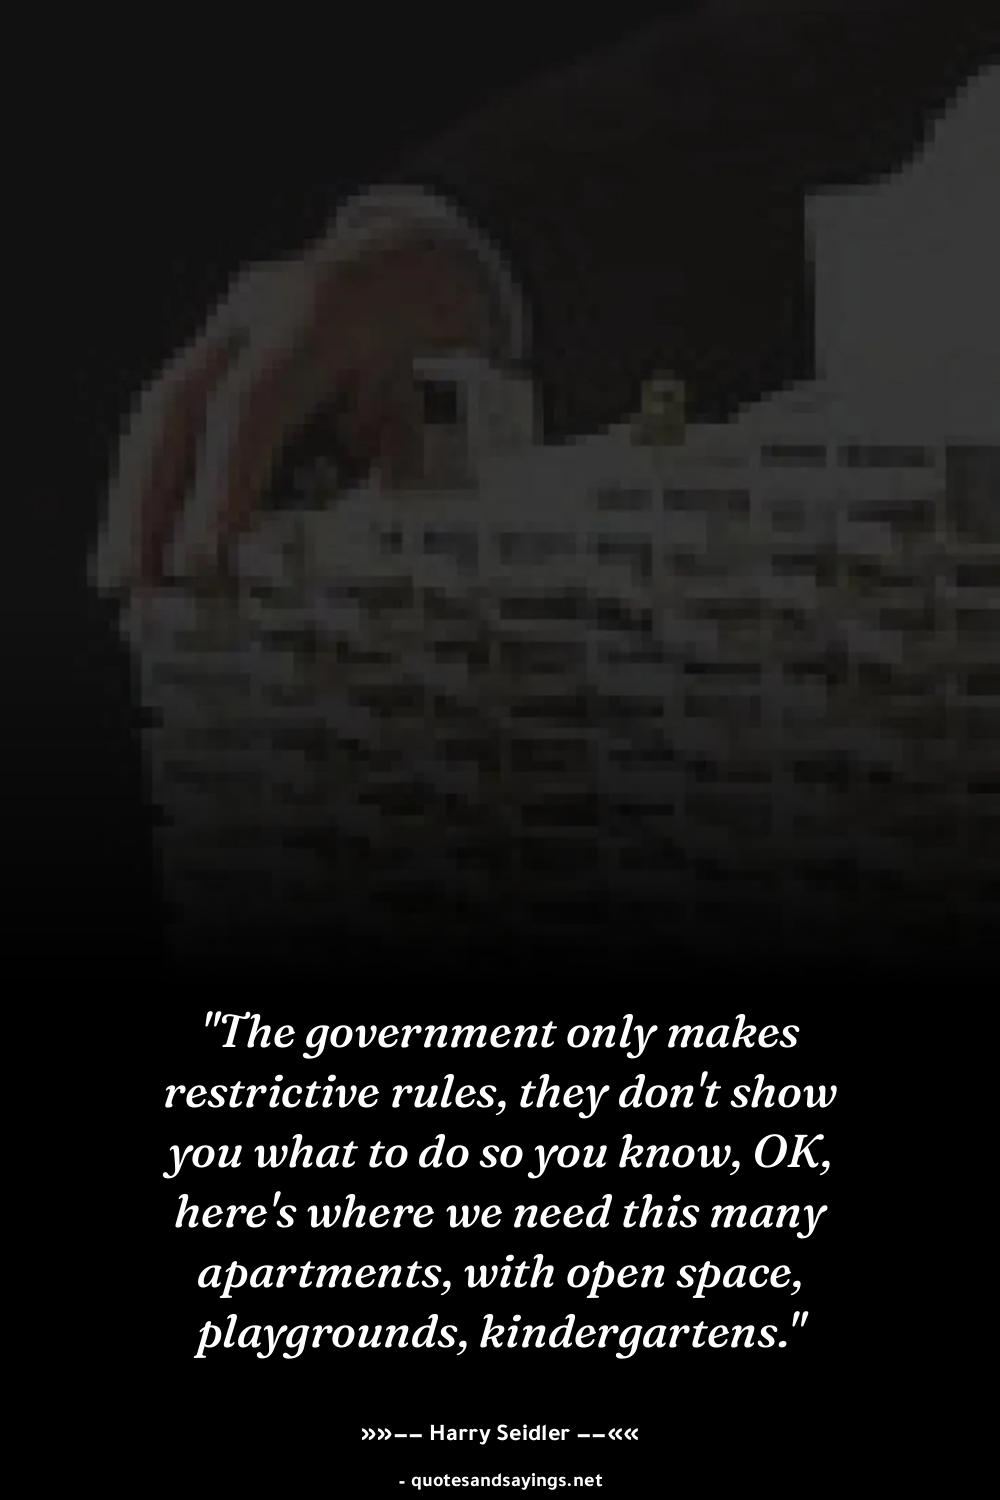 "The government only makes
restrictive rules, they don't show
you what to do so you know, OK,
here's where we need this many
apartments, with open space,
playgrounds, kindergartens."
»»−− Harry Seidler −−««
- quotesandsayings.net